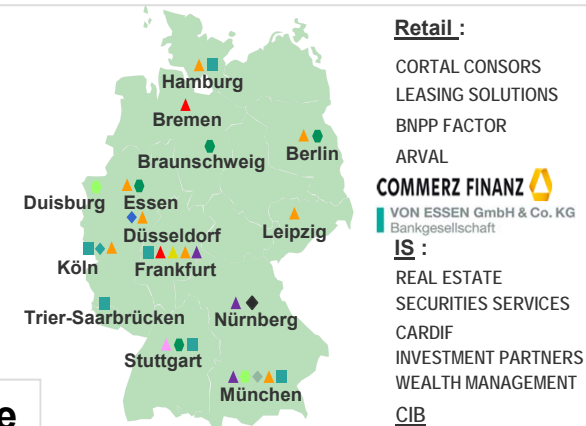 Hamburg
Bremen
Braunschweig
Berlin
Duisburg
Essen
Düsseldorf
Leipzig
Köln
Frankfurt
Trier-Saarbrücken
Nürnberg
Stuttgart
München
e
Retail :
CORTAL CONSORS
LEASING SOLUTIONS
BNPP FACTOR
ARVAL
COMMERZ FINANZ
VON ESSEN GmbH & Co. KG
Bankgesellschaft
IS :
REAL ESTATE
SECURITIES SERVICES
CARDIF
INVESTMENT PARTNERS
WEALTH MANAGEMENT
CIB